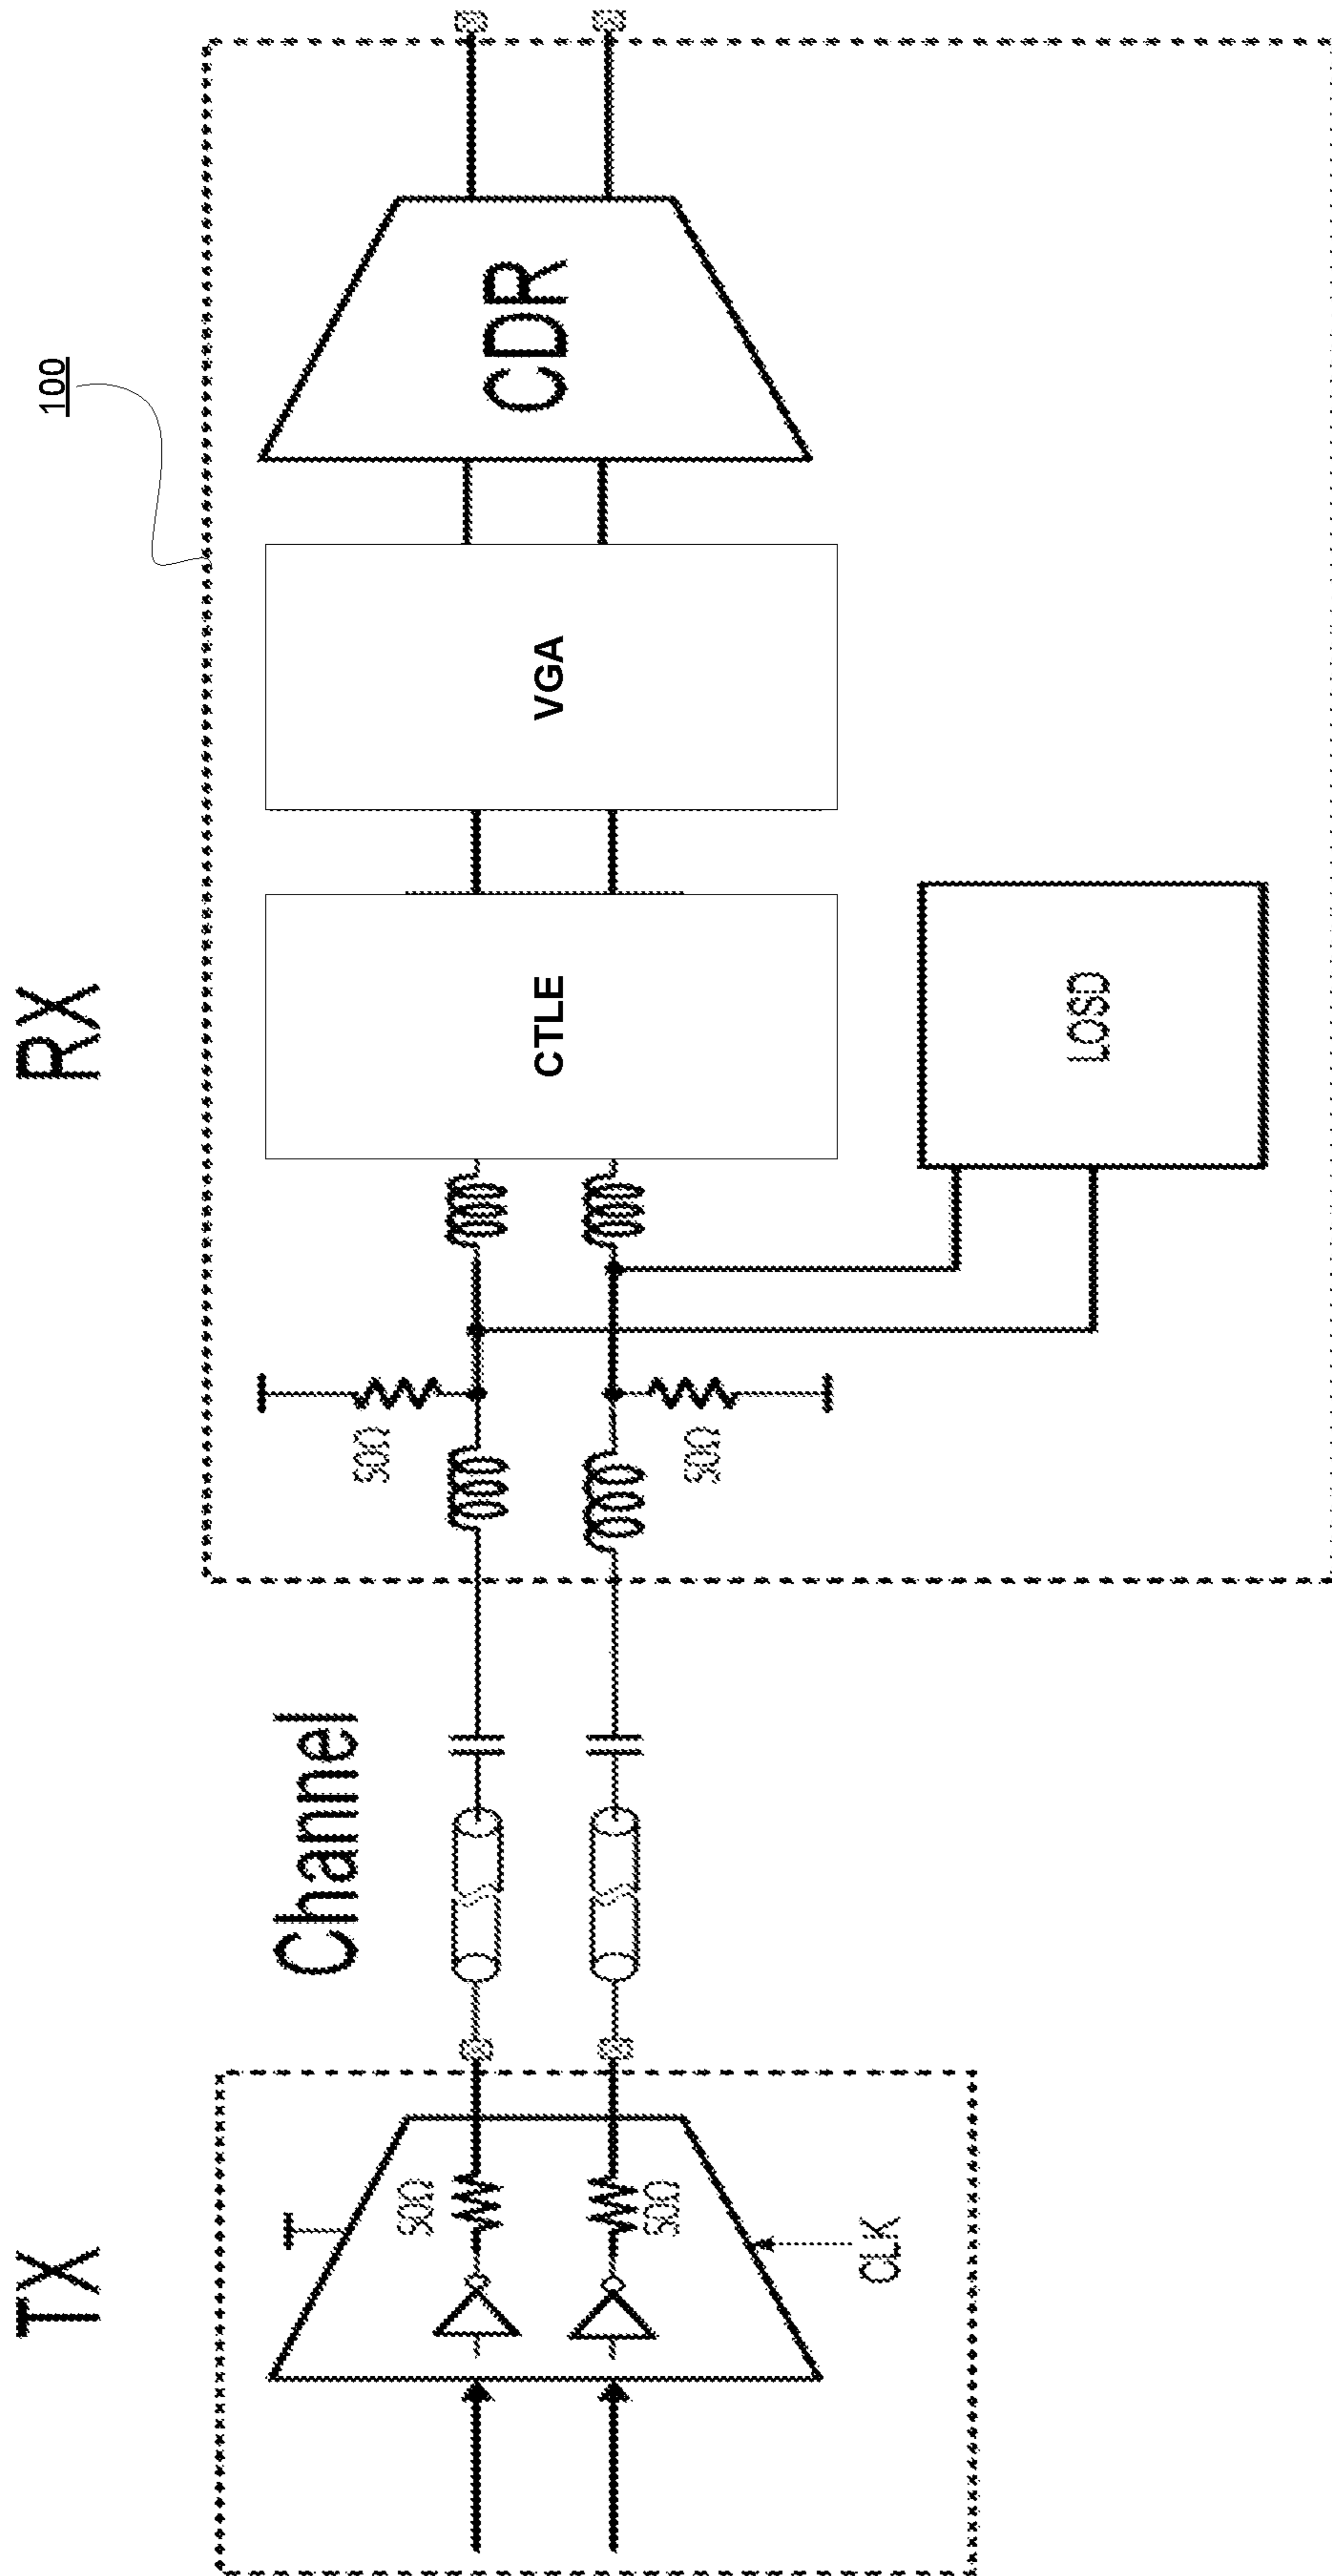 TX
Channel
RX
100
50Ω
50Ω
CLK
50Ω
50Ω
CTLE
VGA
CDR
LOSD